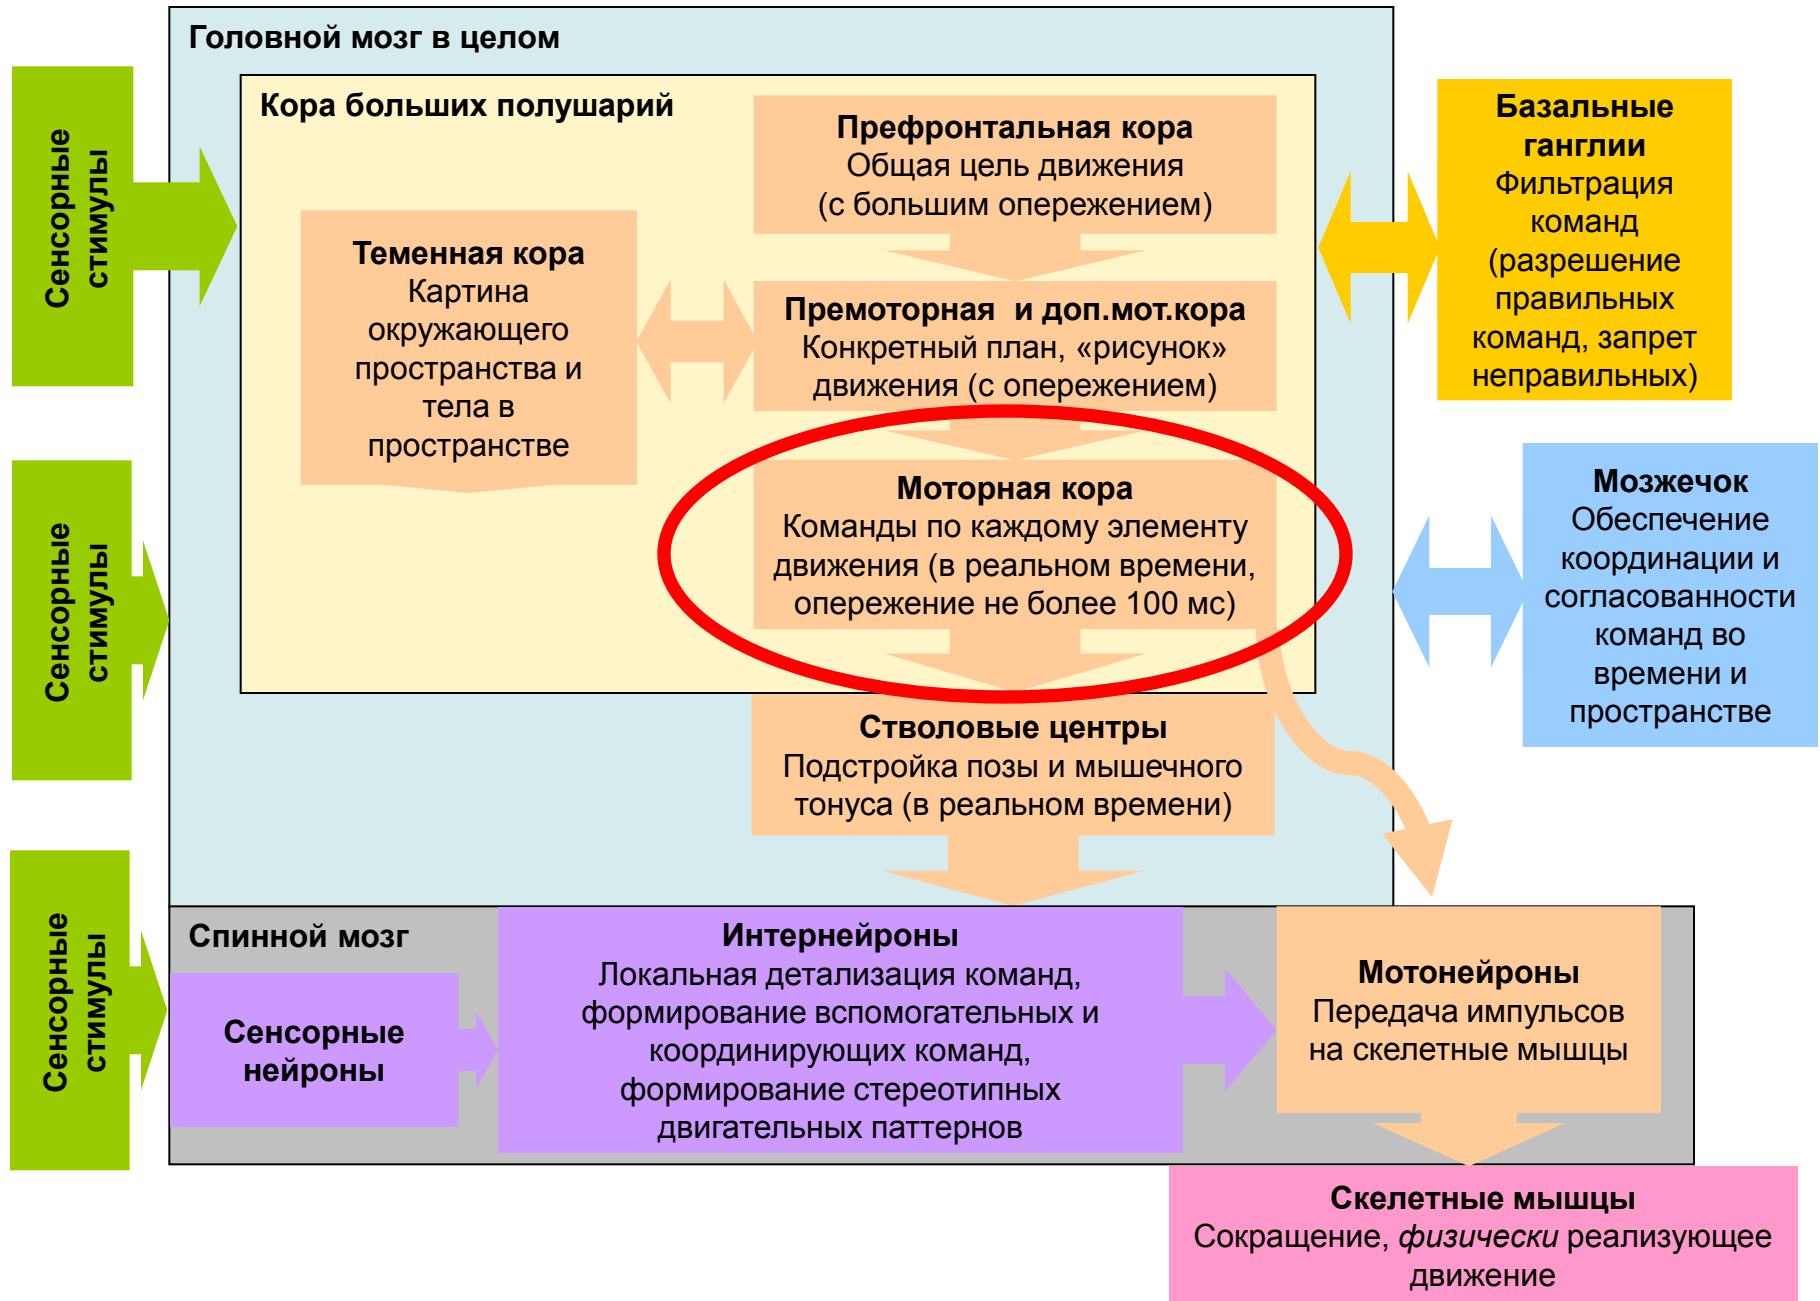 Головной мозг в целом
Сенсорные
стимулы
Кора больших полушарий
Префронтальная кора
Общая цель движения
(с большим опережением)
Теменная кора
Картина
окружающего
пространства и
тела в
пространстве
Премоторная и доп.мот.кора
Конкретный план, «рисунок»
движения (с опережением)
Базальные
ганглии
Фильтрация
команд
(разрешение
правильных
команд, запрет
неправильных)
Сенсорные
стимулы
Моторная кора
Команды по каждому элементу
движения (в реальном времени,
опережение не более 100 мс)
Мозжечок
Обеспечение
координации и
согласованности
команд во
времени и
пространстве
Стволовые центры
Подстройка позы и мышечного
тонуса (в реальном времени)
Сенсорные
стимулы
Спинной мозг
Сенсорные
нейроны
Интернейроны
Локальная детализация команд,
формирование вспомогательных и
координирующих команд,
формирование стереотипных
двигательных паттернов
Мотонейроны
Передача импульсов
на скелетные мышцы
Скелетные мышцы
Сокращение, физически реализующее
движение